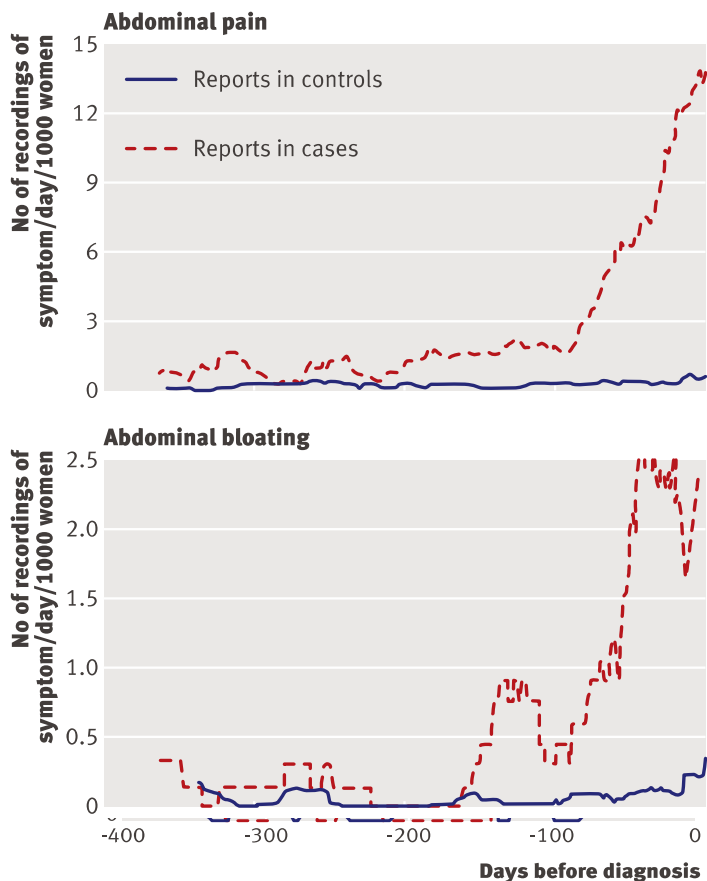 Abdominal pain
No of recordings of
symptom/day/1000 women
15
12
9
6
3
0
Reports in controls
Reports in cases
Abdominal bloating
No of recordings of
symptom/day/1000 women
2.5
2.0
1.5
1.0
0.5
0
-400
-300
-200
-100
0
Days before diagnosis